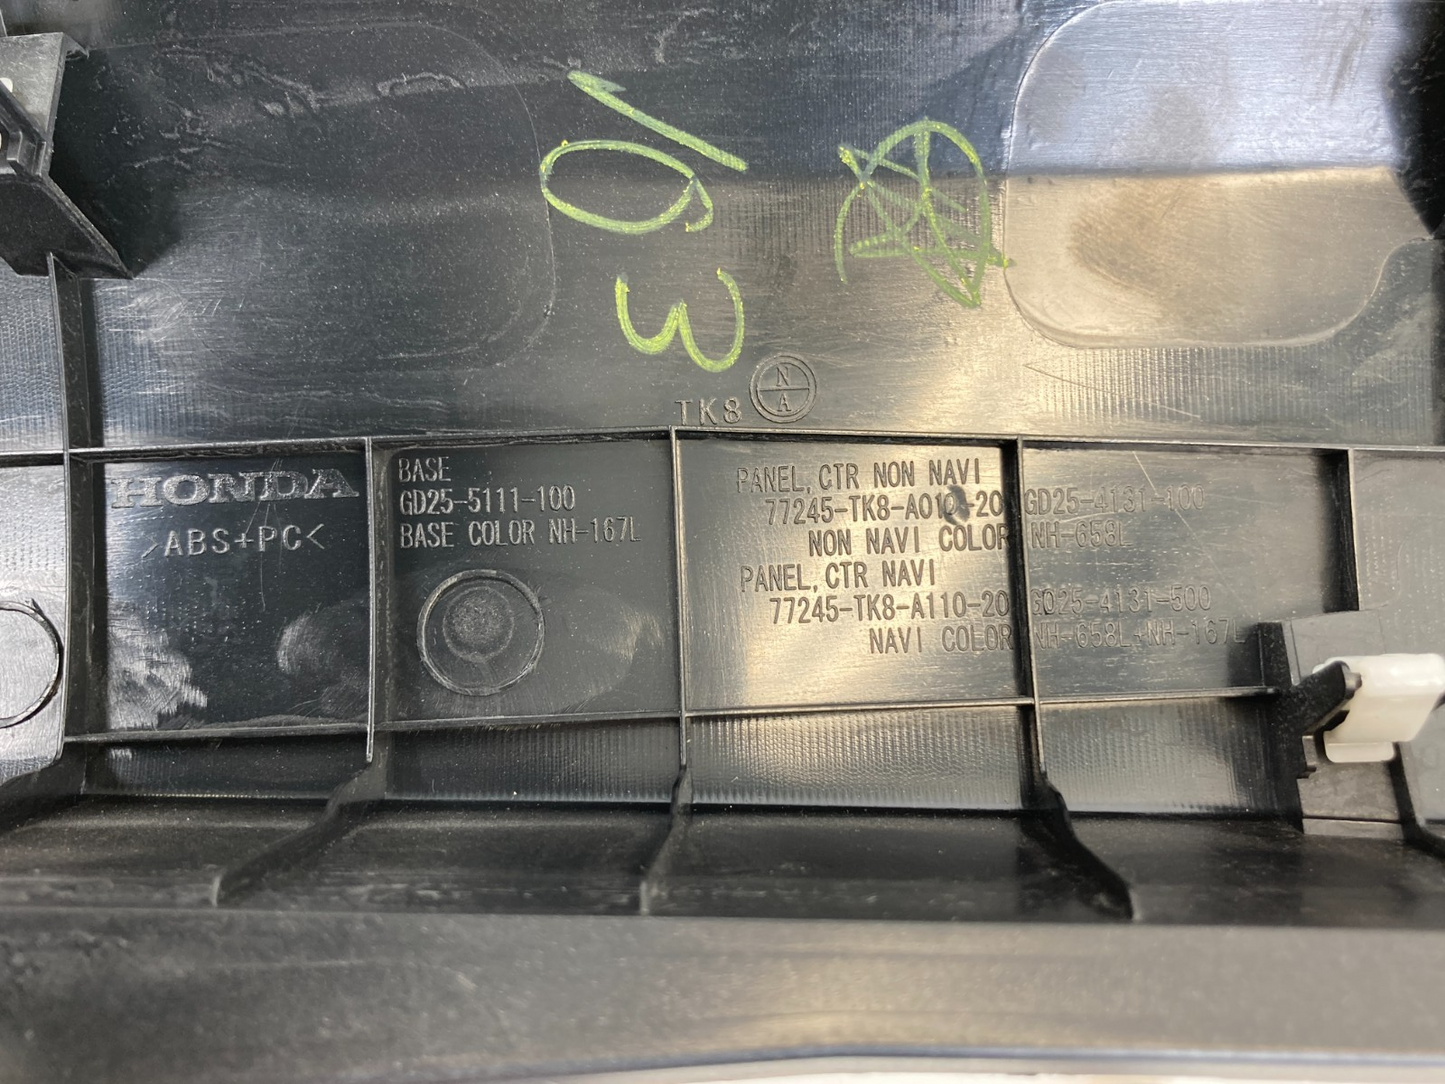 103
TK8
N
A
HONDA
>ABS+PC<
BASE
GD25-5111-100
BASE COLOR NH-167L
PANEL, CTR NON NAVI
77245-TK8-A010-20 GD25-4131-100
NON NAVI COLOR NH-658L
PANEL, CTR NAVI
77245-TK8-A110-20 GD25-4131-500
NAVI COLOR NH-658L+NH-167L